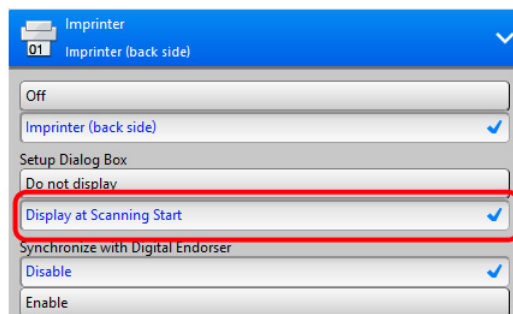 Imprinter
01 Imprinter (back side)
Off
Imprinter (back side)
Setup Dialog Box
Do not display
Display at Scanning Start
Synchronize with Digital Endorser
Disable
Enable